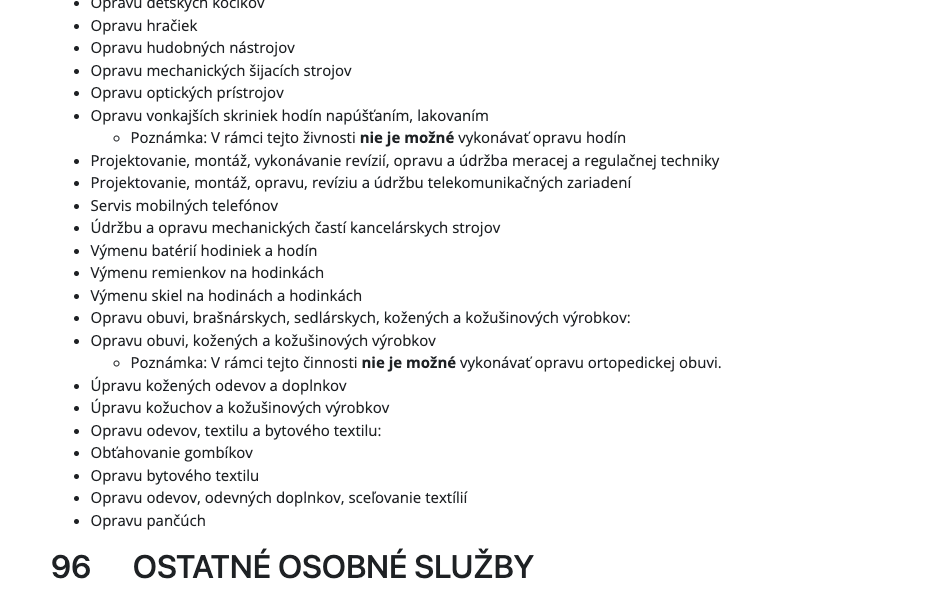 Opravu detských kočíkov
Opravu hračiek
Opravu hudobných nástrojov
Opravu mechanických šijacích strojov
Opravu optických prístrojov
Opravu vonkajších skriniek hodín napúšťaním, lakovaním
Poznámka: V rámci tejto živnosti nie je možné vykonávať opravu hodín
Projektovanie, montáž, vykonávanie revízií, opravu a údržba meracej a regulačnej techniky
Projektovanie, montáž, opravu, revíziu a údržbu telekomunikačných zariadení
Servis mobilných telefónov
Údržbu a opravu mechanických častí kancelárskych strojov
Výmenu batérií hodiniek a hodín
Výmenu remienkov na hodinkách
Výmenu skiel na hodinách a hodinkách
Opravu obuvi, brašnárskych, sedlárskych, kožených a kožušinových výrobkov:
Opravu obuvi, kožených a kožušinových výrobkov
Poznámka: V rámci tejto činnosti nie je možné vykonávať opravu ortopedickej obuvi.
Úpravu kožených odevov a doplnkov
Úpravu kožuchov a kožušinových výrobkov
Opravu odevov, textilu a bytového textilu:
Obťahovanie gombíkov
Opravu bytového textilu
Opravu odevov, odevných doplnkov, sceľovanie textílií
Opravu pančúch
96 OSTATNÉ OSOBNÉ SLUŽBY